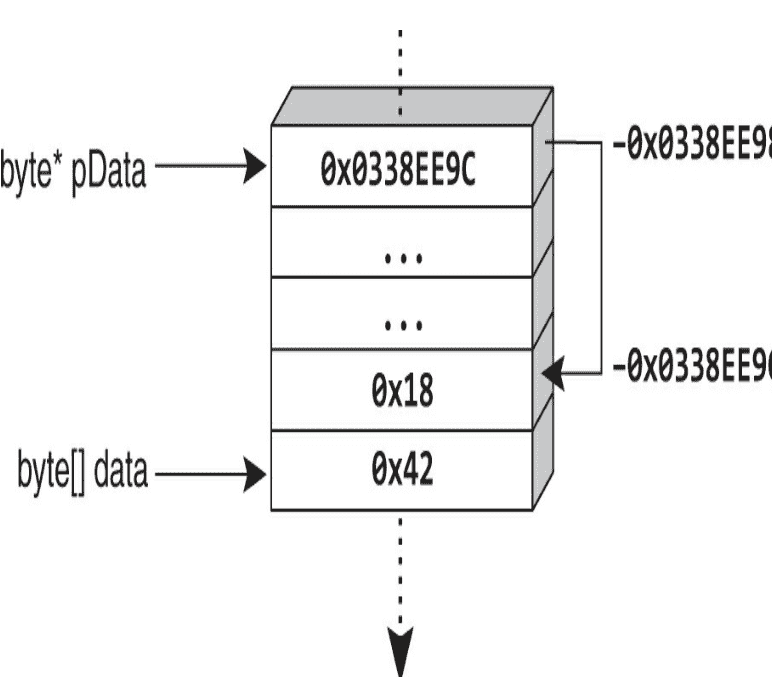 byte* pData
0x0338EE9C
–0x0338EE98
...
...
0x18
–0x0338EE9
byte[] data
0x42